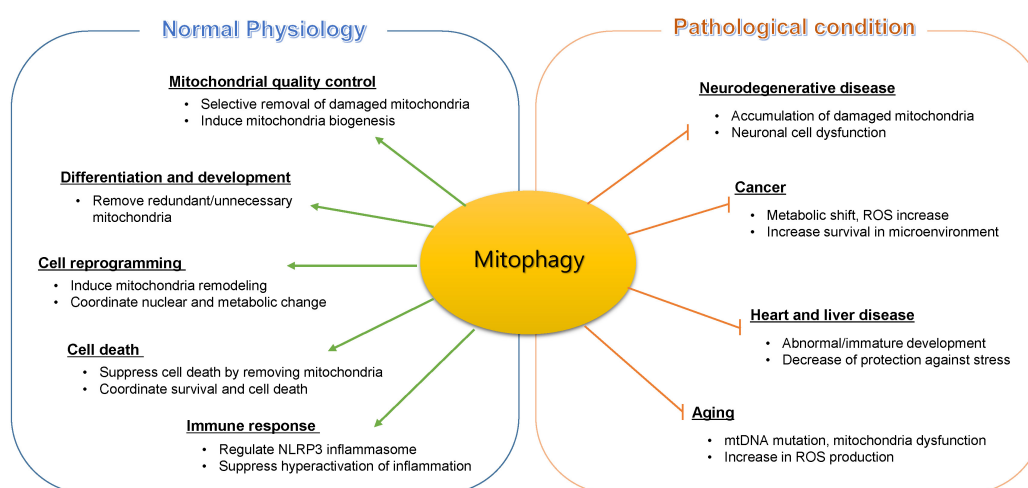 Normal Physiology
Mitochondrial quality control
• Selective removal of damaged mitochondria
• Induce mitochondria biogenesis
Differentiation and development
• Remove redundant/unnecessary
mitochondria
Cell reprogramming
• Induce mitochondria remodeling
• Coordinate nuclear and metabolic change
Cell death
• Suppress cell death by removing mitochondria
• Coordinate survival and cell death
Immune response
• Regulate NLRP3 inflammasome
• Suppress hyperactivation of inflammation
Mitophagy
Pathological condition
Neurodegenerative disease
• Accumulation of damaged mitochondria
• Neuronal cell dysfunction
Cancer
• Metabolic shift, ROS increase
• Increase survival in microenvironment
Heart and liver disease
• Abnormal/immature development
• Decrease of protection against stress
Aging
• mtDNA mutation, mitochondria dysfunction
• Increase in ROS production